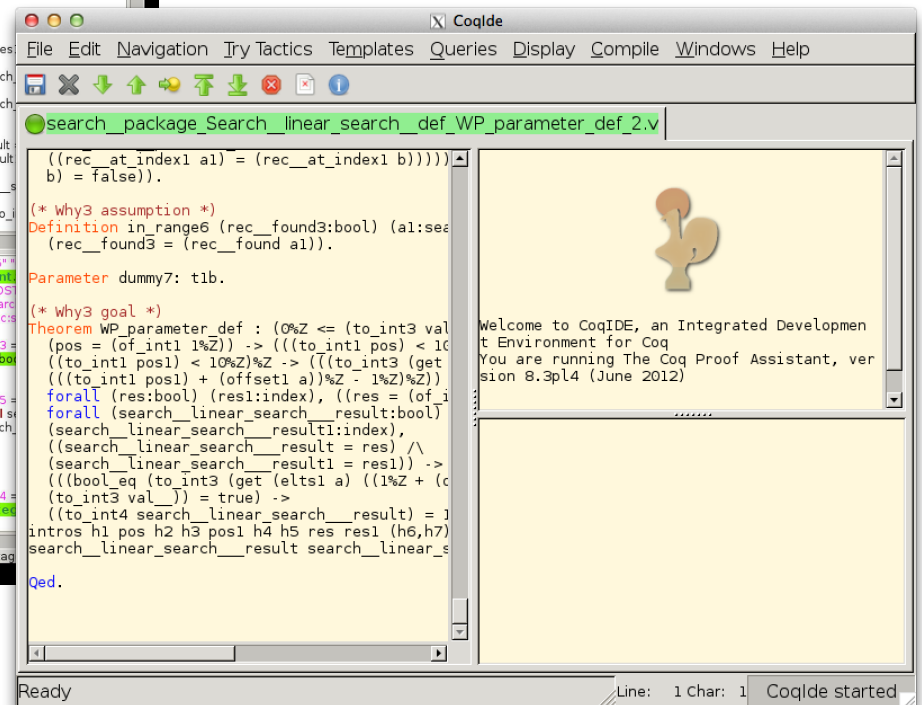 CoqIde
File Edit Navigation Try Tactics Templates Queries Display Compile Windows Help
search__package_Search__linear_search__def_WP_parameter_def_2.v
((rec__at_index1 a1) = (rec__at_index1 b)))))
b) = false)).
(* Why3 assumption *)
Definition in_range6 (rec__found3:bool) (a1:sea
(rec__found3 = (rec__found a1)).
Parameter dummy7: t1b.
(* Why3 goal *)
Theorem WP_parameter_def : (0%Z <= (to_int3 val
(pos = (of_int1 1%Z)) -> (((to_int1 pos) < 10
((to_int1 pos1) < 10%Z)%Z -> (((to_int3 (get
(((to_int1 pos1) + (offset1 a))%Z - 1%Z)%Z))
forall (res:bool) (res1:index), ((res = (of_i
forall (search__linear_search___result:bool)
(search__linear_search___result1:index),
((search__linear_search___result = res) /\
(search__linear_search___result1 = res1)) ->
(((bool_eq (to_int3 (get (elts1 a) ((1%Z + (o
(to_int3 val__)) = true) ->
((to_int4 search__linear_search___result) = 1
intros h1 pos h2 h3 pos1 h4 h5 res res1 (h6,h7)
search__linear_search___result search__linear_s
Qed.
Welcome to CoqIDE, an Integrated Developmen
t Environment for Coq
You are running The Coq Proof Assistant, ver
sion 8.3pl4 (June 2012)
Ready
Line: 1 Char: 1
CoqIde started